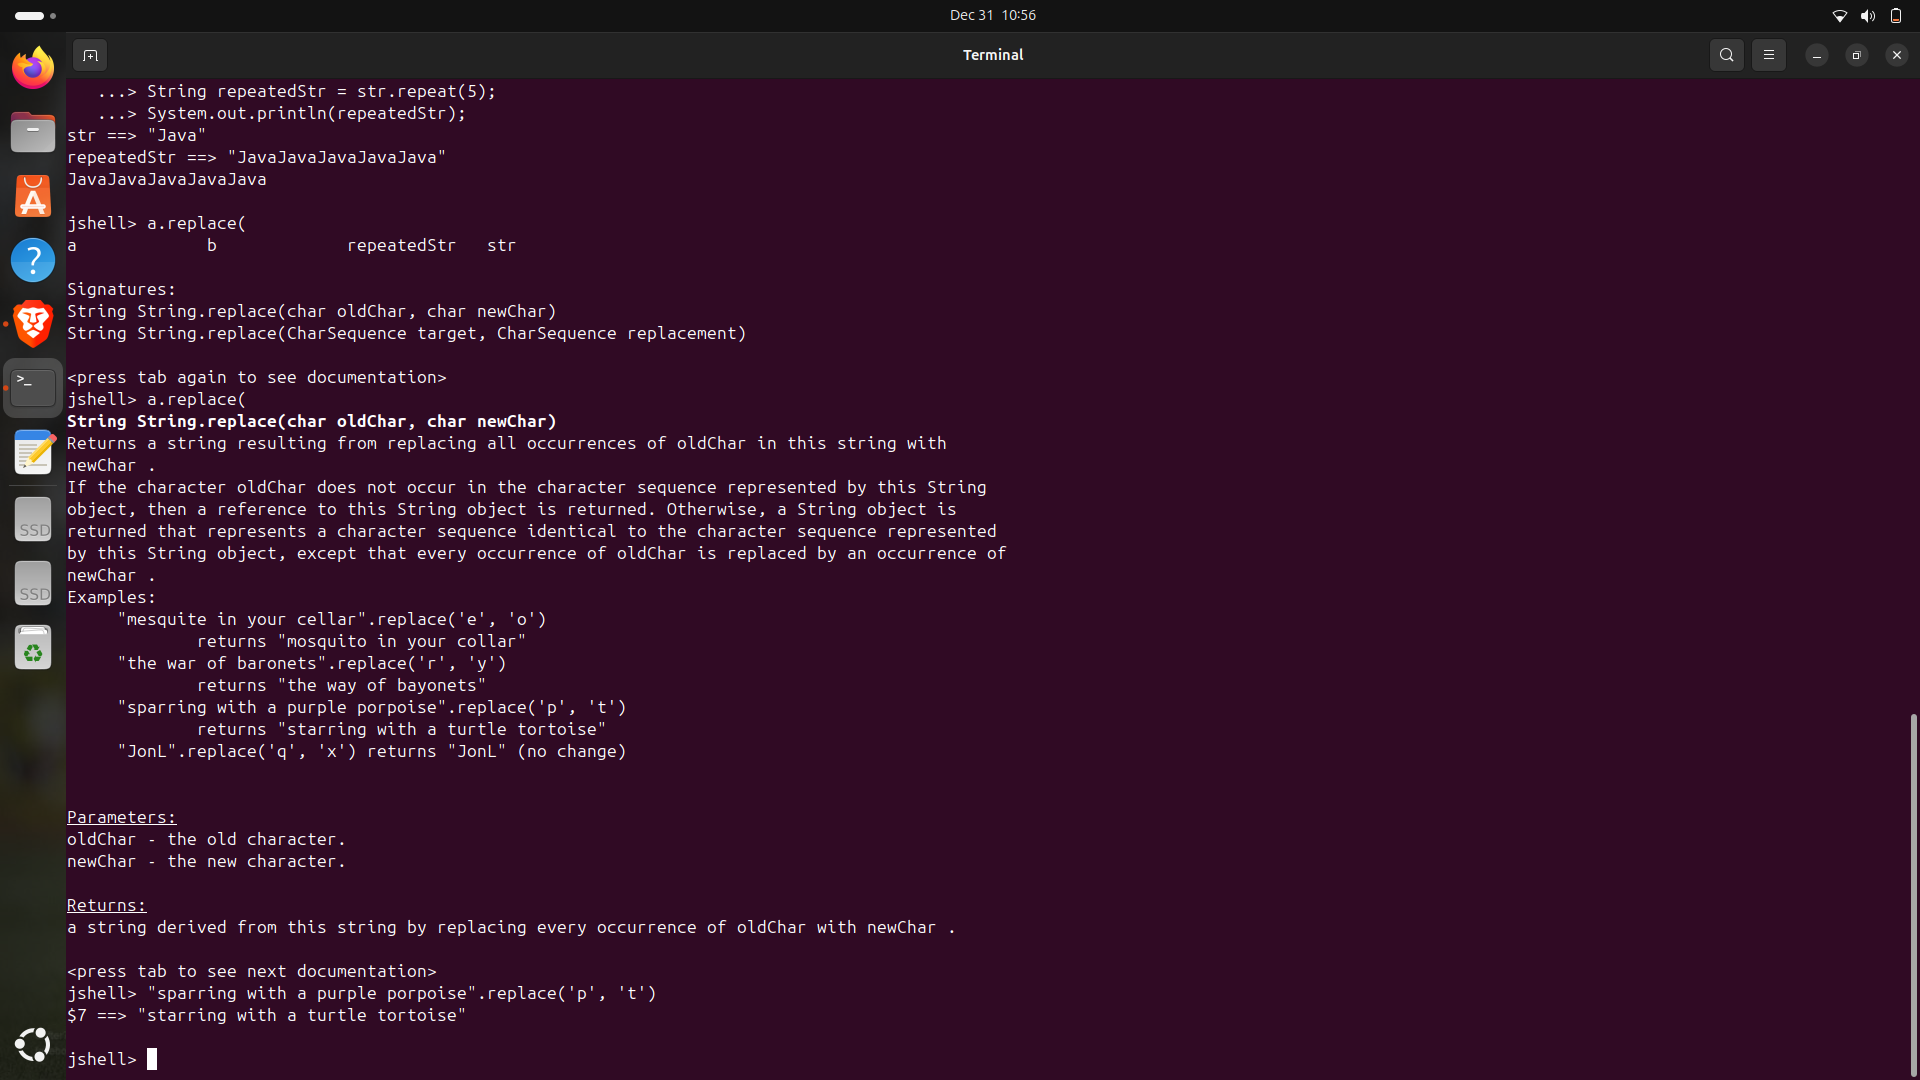 Dec 31  10:56
Terminal
   ...> String repeatedStr = str.repeat(5);
   ...> System.out.println(repeatedStr);
str ==> "Java"
repeatedStr ==> "JavaJavaJavaJavaJava"
JavaJavaJavaJavaJava
jshell> a.replace(
a             b             repeatedStr   str
Signatures:
String String.replace(char oldChar, char newChar)
String String.replace(CharSequence target, CharSequence replacement)
<press tab again to see documentation>
jshell> a.replace(
String String.replace(char oldChar, char newChar)
Returns a string resulting from replacing all occurrences of oldChar in this string with
newChar .
If the character oldChar does not occur in the character sequence represented by this String
object, then a reference to this String object is returned. Otherwise, a String object is
returned that represents a character sequence identical to the character sequence represented
by this String object, except that every occurrence of oldChar is replaced by an occurrence of
newChar .
Examples:
     "mesquite in your cellar".replace('e', 'o')
             returns "mosquito in your collar"
     "the war of baronets".replace('r', 'y')
             returns "the way of bayonets"
     "sparring with a purple porpoise".replace('p', 't')
             returns "starring with a turtle tortoise"
     "JonL".replace('q', 'x') returns "JonL" (no change)
Parameters:
oldChar - the old character.
newChar - the new character.
Returns:
a string derived from this string by replacing every occurrence of oldChar with newChar .
<press tab to see next documentation>
jshell> "sparring with a purple porpoise".replace('p', 't')
$7 ==> "starring with a turtle tortoise"
jshell>
SSD
SSD